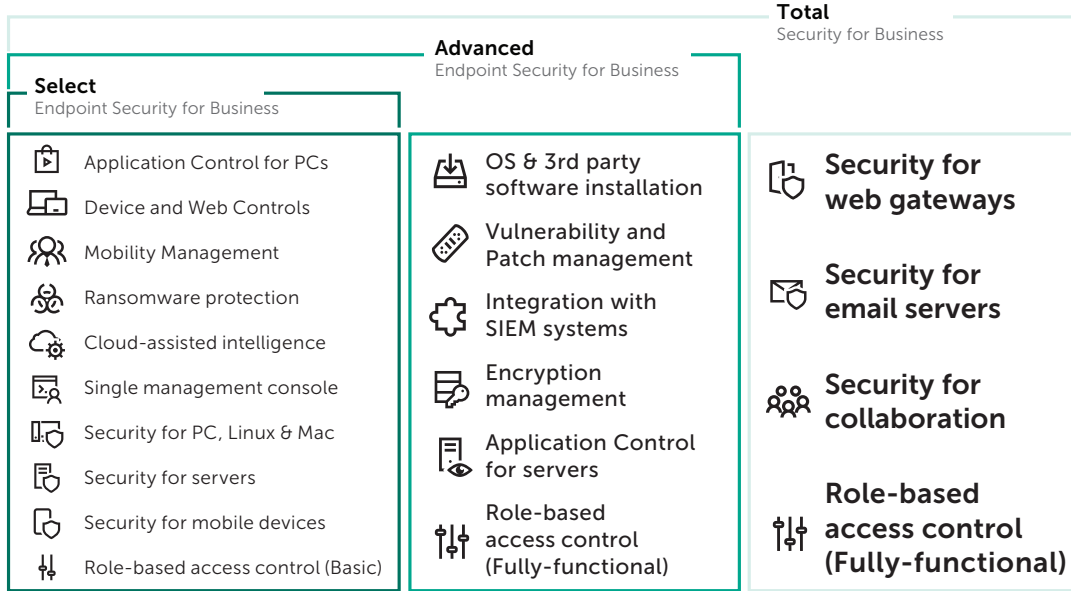 Total
Security for Business
Advanced
Endpoint Security for Business
Select
Endpoint Security for Business
Application Control for PCs
Device and Web Controls
Mobility Management
Ransomware protection
Cloud-assisted intelligence
Single management console
Security for PC, Linux & Mac
Security for servers
Security for mobile devices
Role-based access control (Basic)
OS & 3rd party
software installation
Vulnerability and
Patch management
Integration with
SIEM systems
Encryption
management
Application Control
for servers
Role-based
access control
(Fully-functional)
Security for
web gateways
Security for
email servers
Security for
collaboration
Role-based
access control
(Fully-functional)